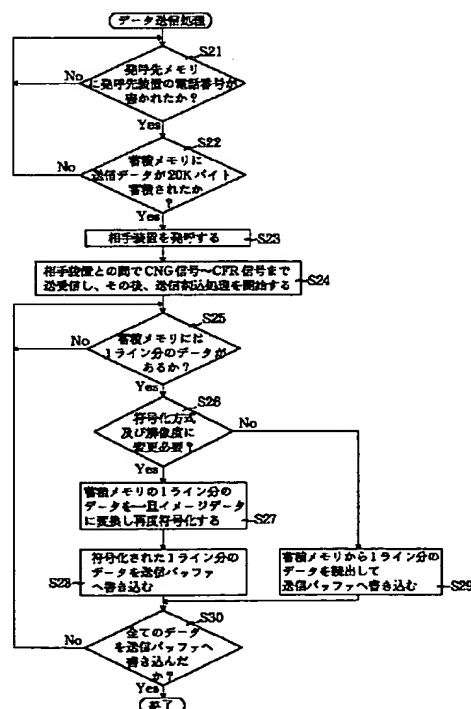 データ送信処理
S21
発呼先メモリ
に発呼先装置の電話番号が
書かれたか?
No
Yes
S22
蓄積メモリに
送信データが20Kバイト
蓄積されたか
?
No
Yes
相手装置を発呼する
S23
相手装置との間でCNG信号~CFR信号まで
送受信し、その後、送信割込処理を開始する
S24
S25
蓄積メモリには
1ライン分のデータが
あるか?
No
Yes
S26
符号化方式
及び解像度に
変更必要?
No
Yes
蓄積メモリの1ライン分の
データを一旦イメージデータ
に変換し再度符号化する
S27
符号化された1ライン分の
データを送信バッファ
へ書き込む
S28
蓄積メモリから1ライン分の
データを読出して
送信バッファへ書き込む
S29
S30
全てのデータ
を送信バッファへ
書き込んだ
か?
No
Yes
終了